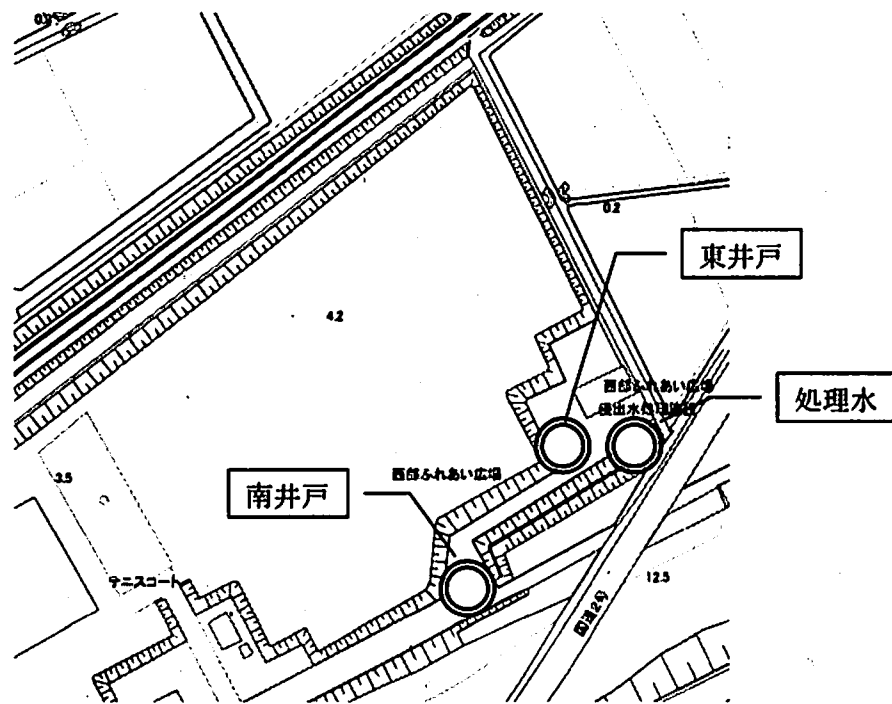 0.2
東井戸
4.2
西部ふれあい広場
浸出水処理施設
処理水
西部ふれあい広場
3.5
南井戸
テニスコート
12.5
国道2号